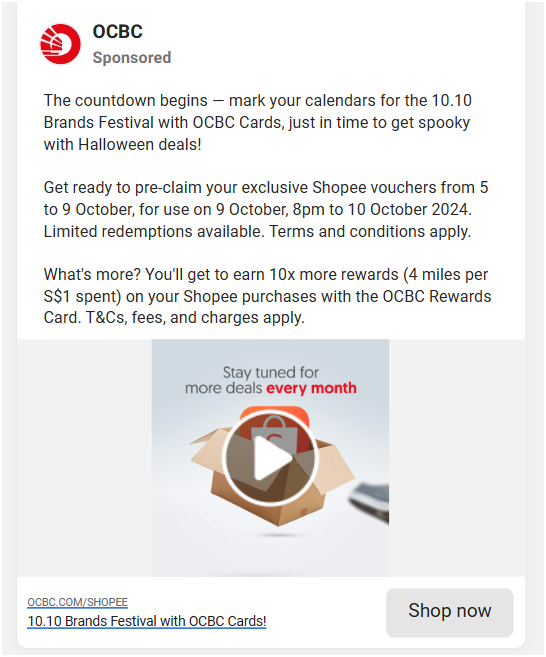 OCBC
Sponsored
The countdown begins — mark your calendars for the 10.10
Brands Festival with OCBC Cards, just in time to get spooky
with Halloween deals!
Get ready to pre-claim your exclusive Shopee vouchers from 5
to 9 October, for use on 9 October, 8pm to 10 October 2024.
Limited redemptions available. Terms and conditions apply.
What's more? You'll get to earn 10x more rewards (4 miles per
S$1 spent) on your Shopee purchases with the OCBC Rewards
Card. T&Cs, fees, and charges apply.
Stay tuned for
more deals every month
OCBC.COM/SHOPEE
10.10 Brands Festival with OCBC Cards!
Shop now